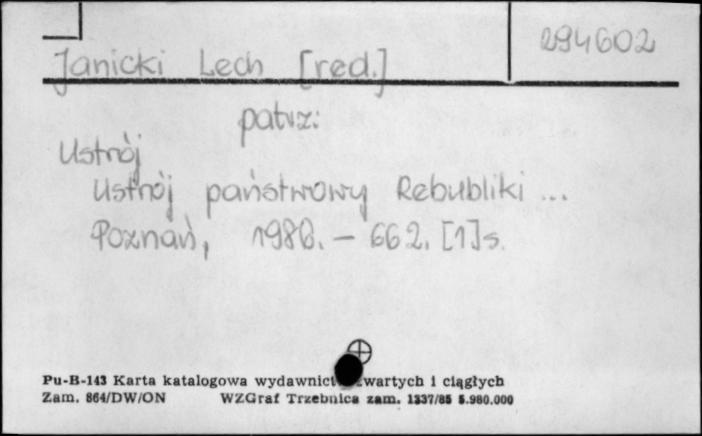 294602
Janicki Lech [red.]
patrz:
Ustrój
Ustrój państwowy Rebubliki ...
Poznań, 1986. – 662, [1]s.
Pu-B-143 Karta katalogowa wydawnictw zwartych i ciągłych
Zam. 864/DW/ON WZGraf Trzebnica zam. 1337/85 5.980.000